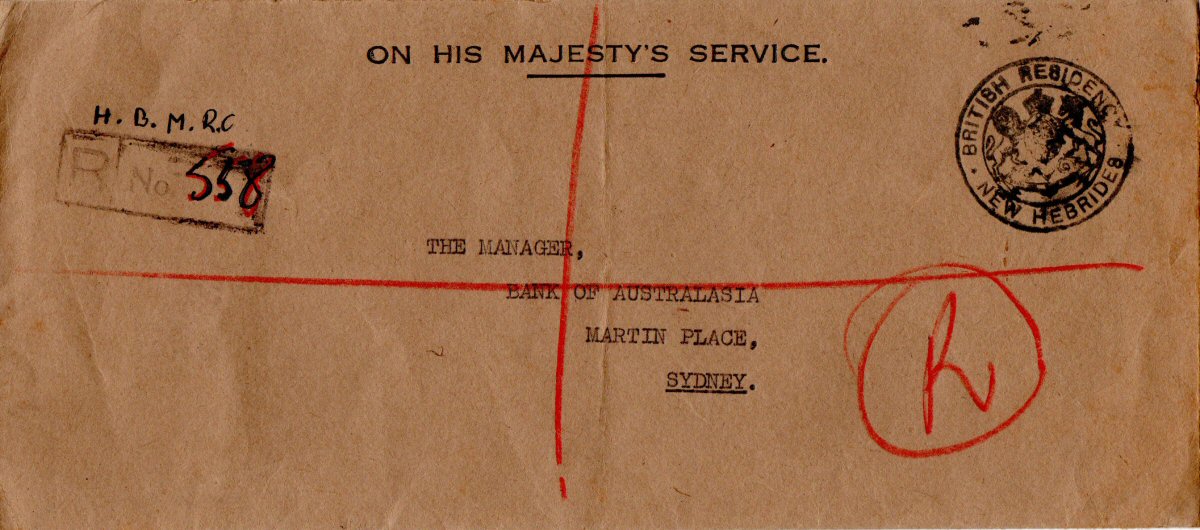 ON HIS MAJESTY'S SERVICE.
BRITISH RESIDENCY
· NEW HEBRIDES ·
H. B. M. R.C
R No 558
THE MANAGER,
BANK OF AUSTRALASIA
MARTIN PLACE,
SYDNEY.
R